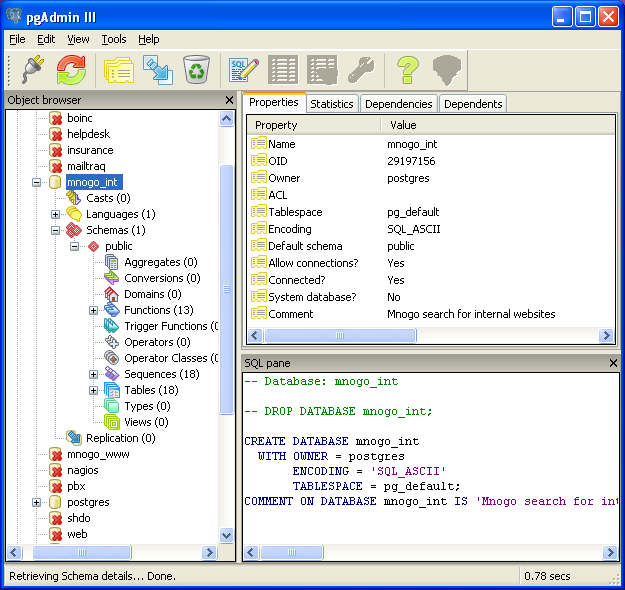 pgAdmin III
File Edit View Tools Help
SQL
Object browser
boinc
helpdesk
insurance
mailtraq
mnogo_int
Casts (0)
Languages (1)
Schemas (1)
public
Aggregates (0)
Conversions (0)
Domains (0)
Functions (13)
Trigger Functions (0
Operators (0)
Operator Classes (0
Sequences (18)
Tables (18)
Types (0)
Views (0)
Replication (0)
mnogo_www
nagios
pbx
postgres
shdo
web
Properties Statistics Dependencies Dependents
Property Value
Name mnogo_int
OID 29197156
Owner postgres
ACL
Tablespace pg_default
Encoding SQL_ASCII
Default schema public
Allow connections? Yes
Connected? Yes
System database? No
Comment Mnogo search for internal websites
SQL pane
-- Database: mnogo_int
-- DROP DATABASE mnogo_int;
CREATE DATABASE mnogo_int
WITH OWNER = postgres
ENCODING = 'SQL_ASCII'
TABLESPACE = pg_default;
COMMENT ON DATABASE mnogo_int IS 'Mnogo search for int
Retrieving Schema details... Done. 0.78 secs